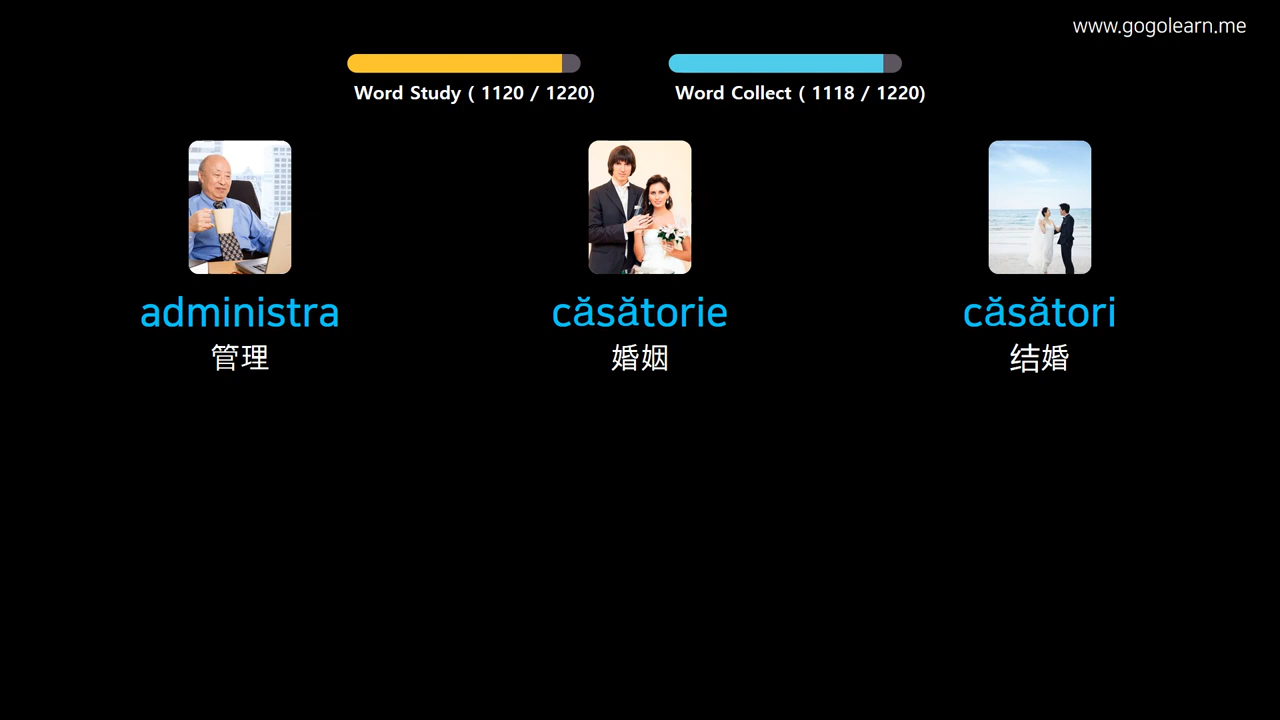 www.gogolearn.me
Word Study ( 1120 / 1220)
Word Collect ( 1118 / 1220)
administra
căsătorie
căsători
管理
婚姻
结婚